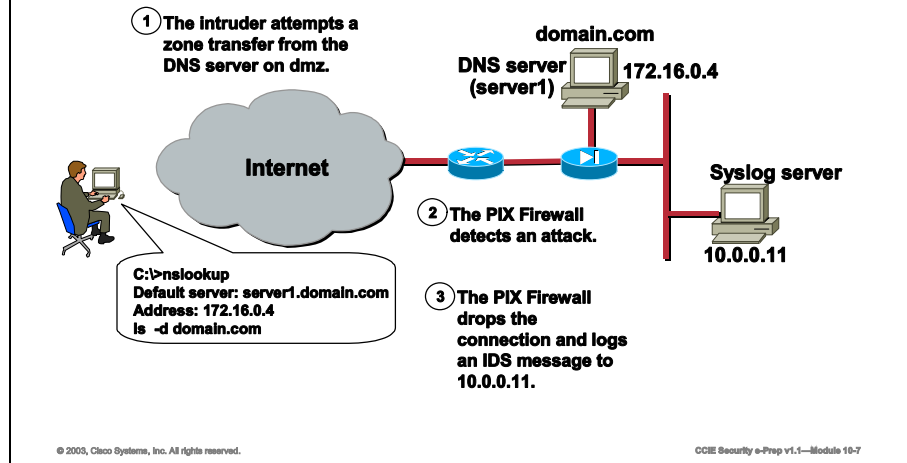 1 The intruder attempts a
zone transfer from the
DNS server on dmz.
domain.com
DNS server
(server1)
172.16.0.4
Internet
Syslog server
10.0.0.11
2 The PIX Firewall
detects an attack.
C:\>nslookup
Default server: server1.domain.com
Address: 172.16.0.4
ls -d domain.com
3 The PIX Firewall
drops the
connection and logs
an IDS message to
10.0.0.11.
© 2003, Cisco Systems, Inc. All rights reserved.
CCIE Security e-Prep v1.1—Module 10-7